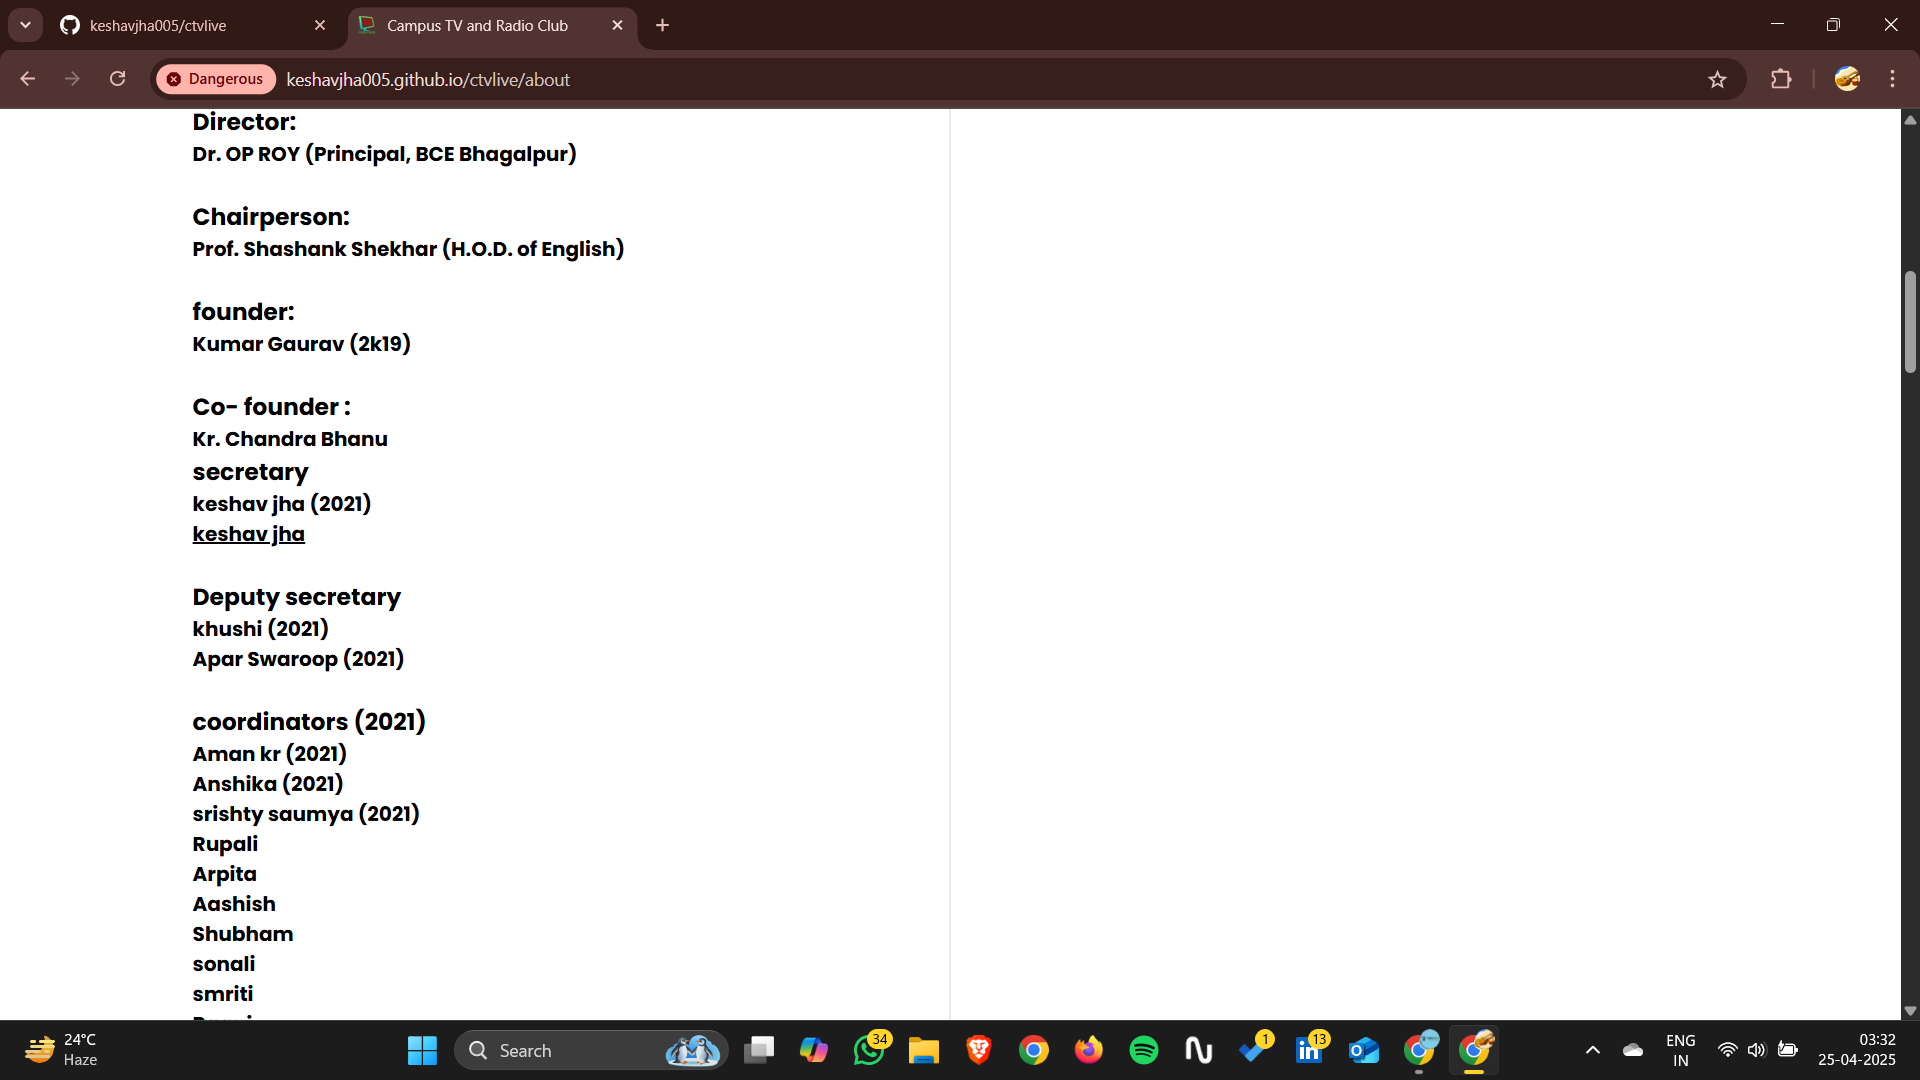 keshavjha005/ctvlive
Campus TV and Radio Club
Dangerous
keshavjha005.github.io/ctvlive/about
Director:
Dr. OP ROY (Principal, BCE Bhagalpur)
Chairperson:
Prof. Shashank Shekhar (H.O.D. of English)
founder:
Kumar Gaurav (2k19)
Co- founder :
Kr. Chandra Bhanu
secretary
keshav jha (2021)
keshav jha
Deputy secretary
khushi (2021)
Apar Swaroop (2021)
coordinators (2021)
Aman kr (2021)
Anshika (2021)
srishty saumya (2021)
Rupali
Arpita
Aashish
Shubham
sonali
smriti
24°C
Haze
Search
34
1
13
ENG
IN
03:32
25-04-2025